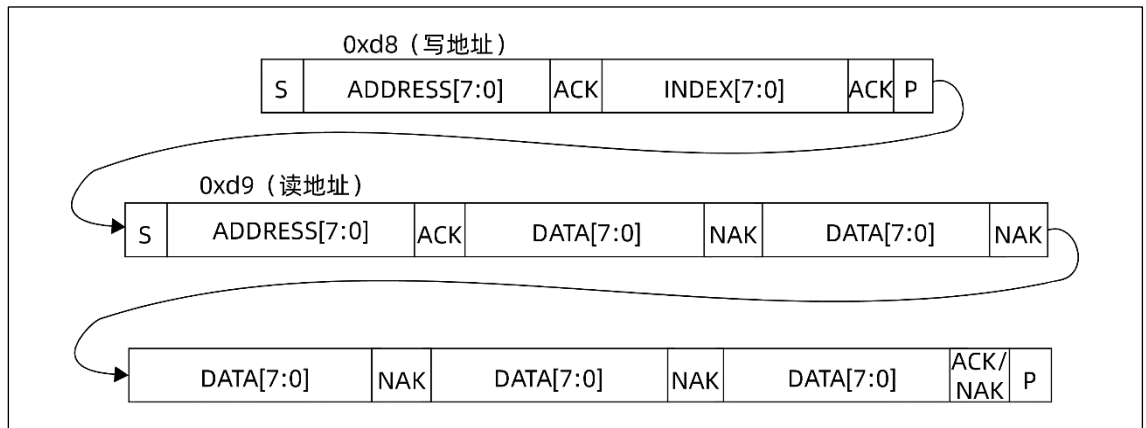 0xd8（写地址）
S ADDRESS[7:0] ACK INDEX[7:0] ACK P
0xd9（读地址）
S ADDRESS[7:0] ACK DATA[7:0] NAK DATA[7:0] NAK
DATA[7:0] NAK DATA[7:0] NAK DATA[7:0] ACK/ NAK P